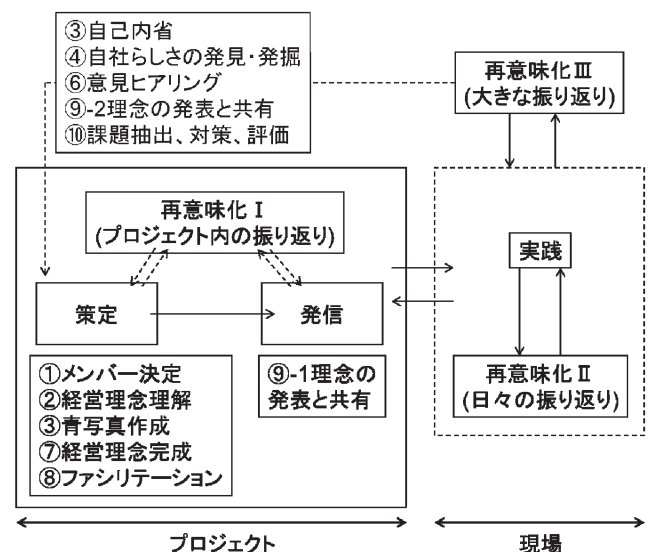 ③自己内省
④自社らしさの発見・発掘
⑥意見ヒアリング
⑨-2理念の発表と共有
⑩課題抽出、対策、評価
再意味化Ⅲ
(大きな振り返り)
再意味化Ⅰ
(プロジェクト内の振り返り)
実践
策定
発信
再意味化Ⅱ
(日々の振り返り)
①メンバー決定
②経営理念理解
③青写真作成
⑦経営理念完成
⑧ファシリテーション
⑨-1理念の
発表と共有
プロジェクト
現場